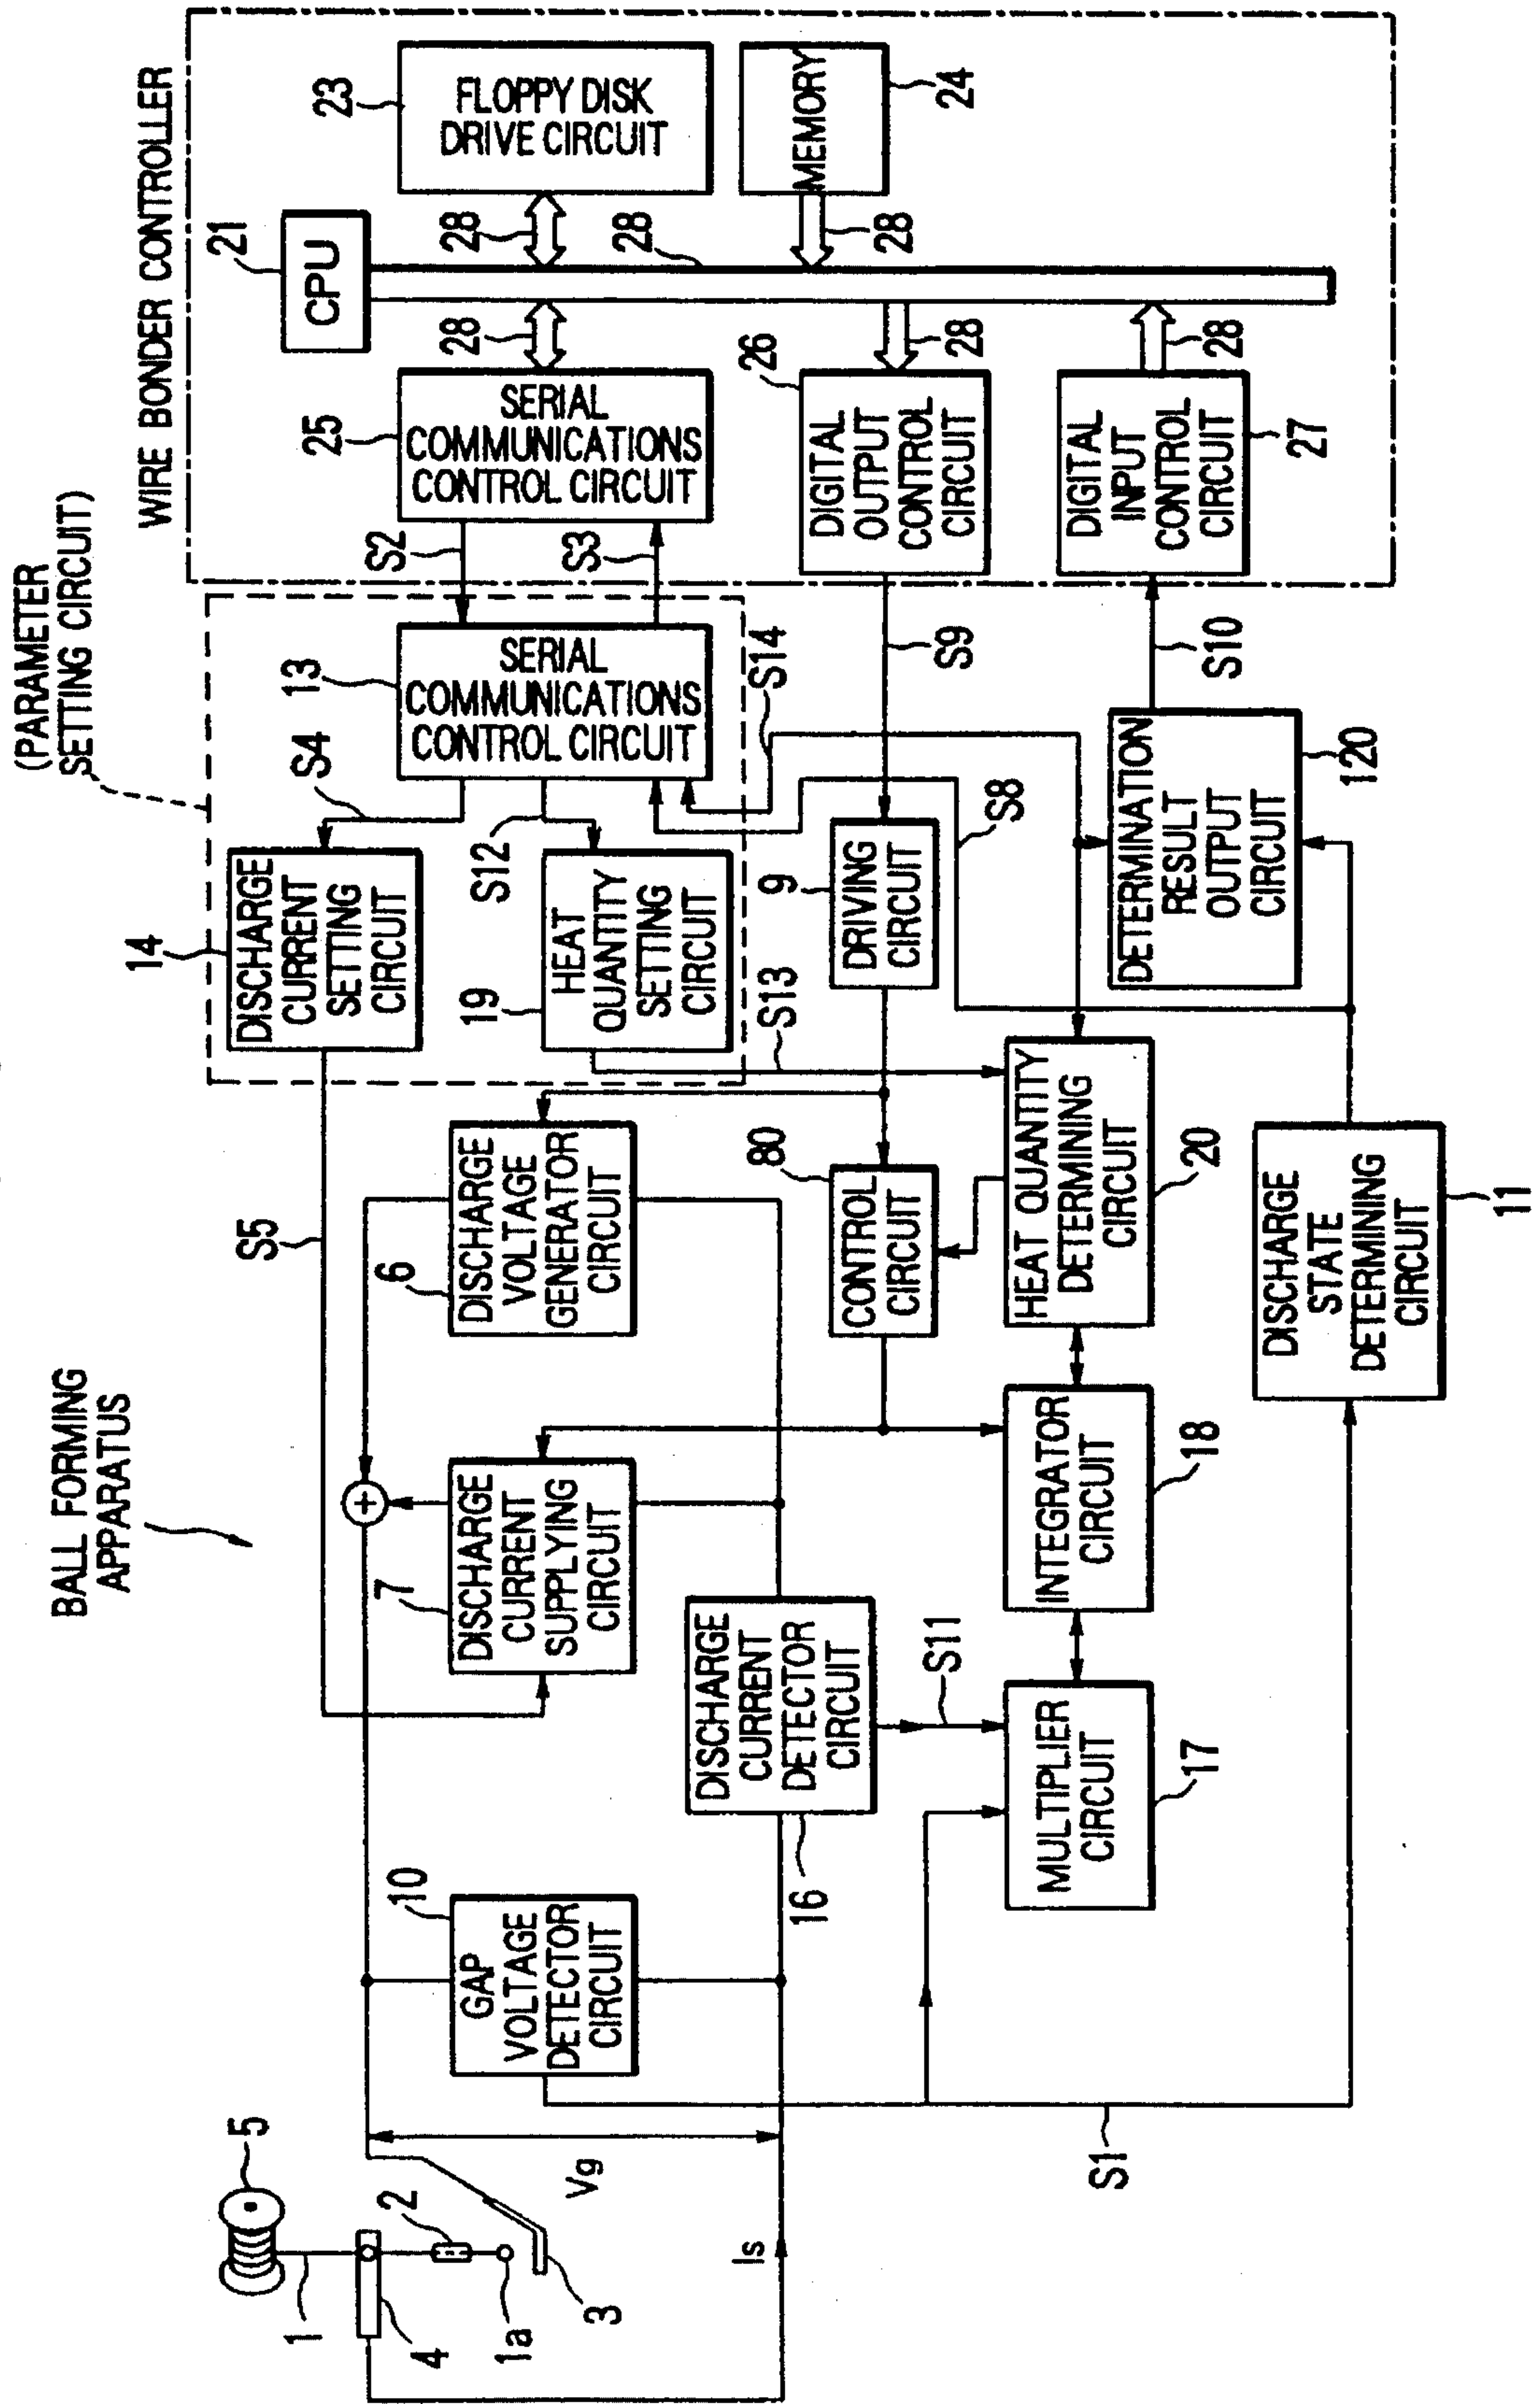 BALL FORMING
APPARATUS
(PARAMETER
SETTING CIRCUIT)
WIRE BONDER CONTROLLER
5
1
4
2
1a
3
Vg
Is
10
GAP
VOLTAGE
DETECTOR
CIRCUIT
S1
7
DISCHARGE
CURRENT
SUPPLYING
CIRCUIT
6
DISCHARGE
VOLTAGE
GENERATOR
CIRCUIT
S5
16
DISCHARGE
CURRENT
DETECTOR
CIRCUIT
S11
MULTIPLIER
CIRCUIT
17
INTEGRATOR
CIRCUIT
18
80
CONTROL
CIRCUIT
HEAT QUANTITY
DETERMINING
CIRCUIT
20
DISCHARGE
STATE
DETERMINING
CIRCUIT
11
14
DISCHARGE
CURRENT
SETTING
CIRCUIT
S4
19
HEAT
QUANTITY
SETTING
CIRCUIT
S12
S13
13
SERIAL
COMMUNICATIONS
CONTROL CIRCUIT
S14
9
DRIVING
CIRCUIT
S8
S9
DETERMINATION
RESULT
OUTPUT
CIRCUIT
120
S10
S2
S3
25
SERIAL
COMMUNICATIONS
CONTROL CIRCUIT
26
DIGITAL
OUTPUT
CONTROL
CIRCUIT
DIGITAL
INPUT
CONTROL
CIRCUIT
27
21
CPU
28
28
28
28
28
28
23
FLOPPY DISK
DRIVE CIRCUIT
MEMORY
24